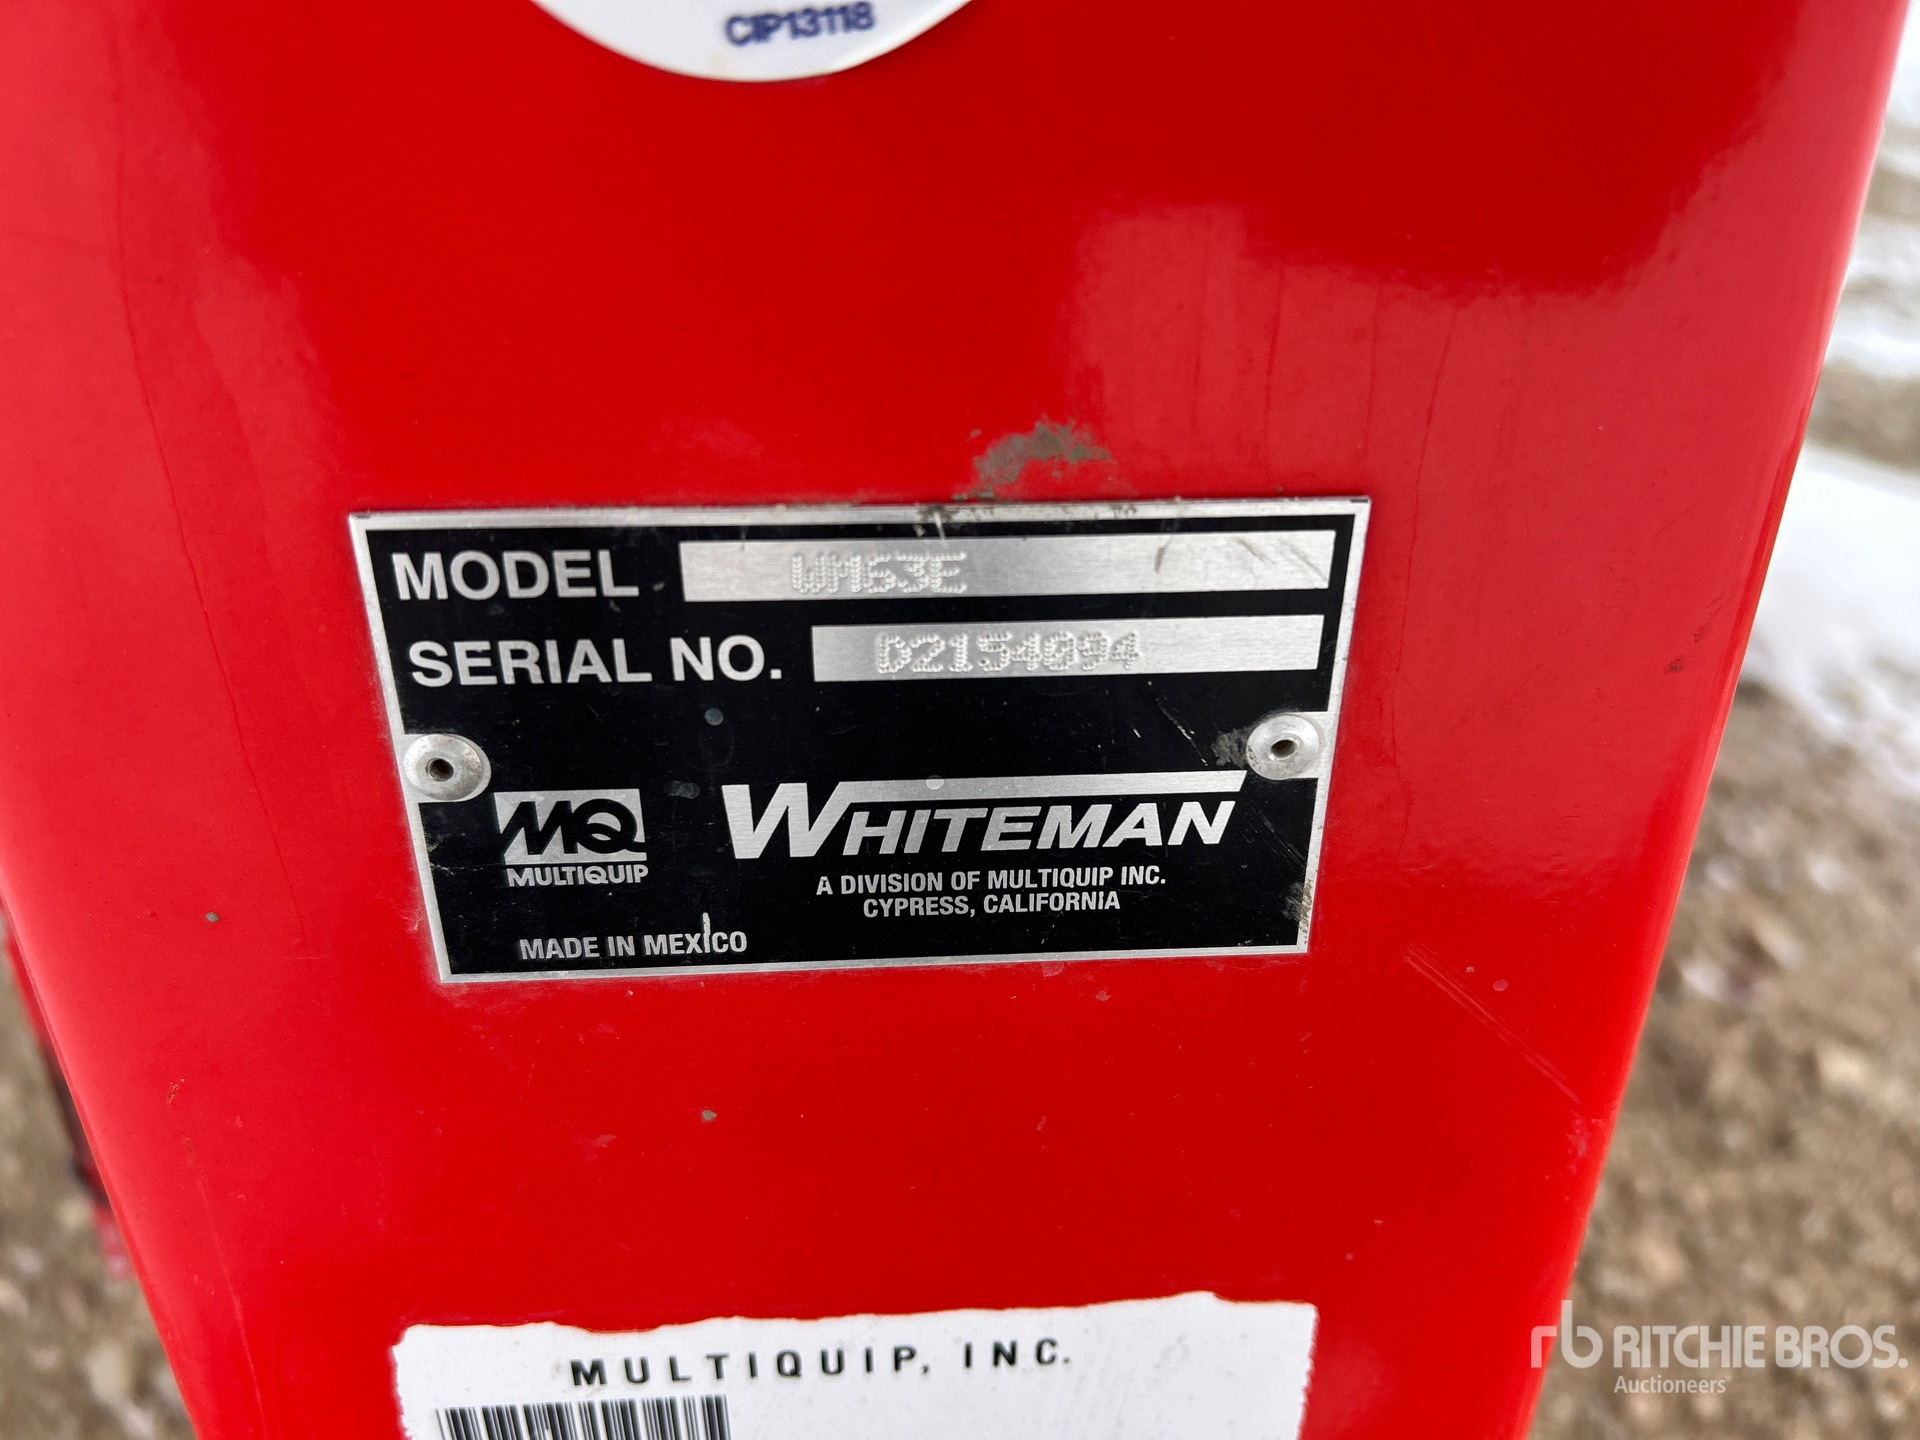 CIP13118
MODEL WM63E
SERIAL NO. D2154094
MQ
MULTIQUIP
WHITEMAN
A DIVISION OF MULTIQUIP INC.
CYPRESS, CALIFORNIA
MADE IN MEXICO
MULTIQUIP, INC.
rb RITCHIE BROS.
Auctioneers